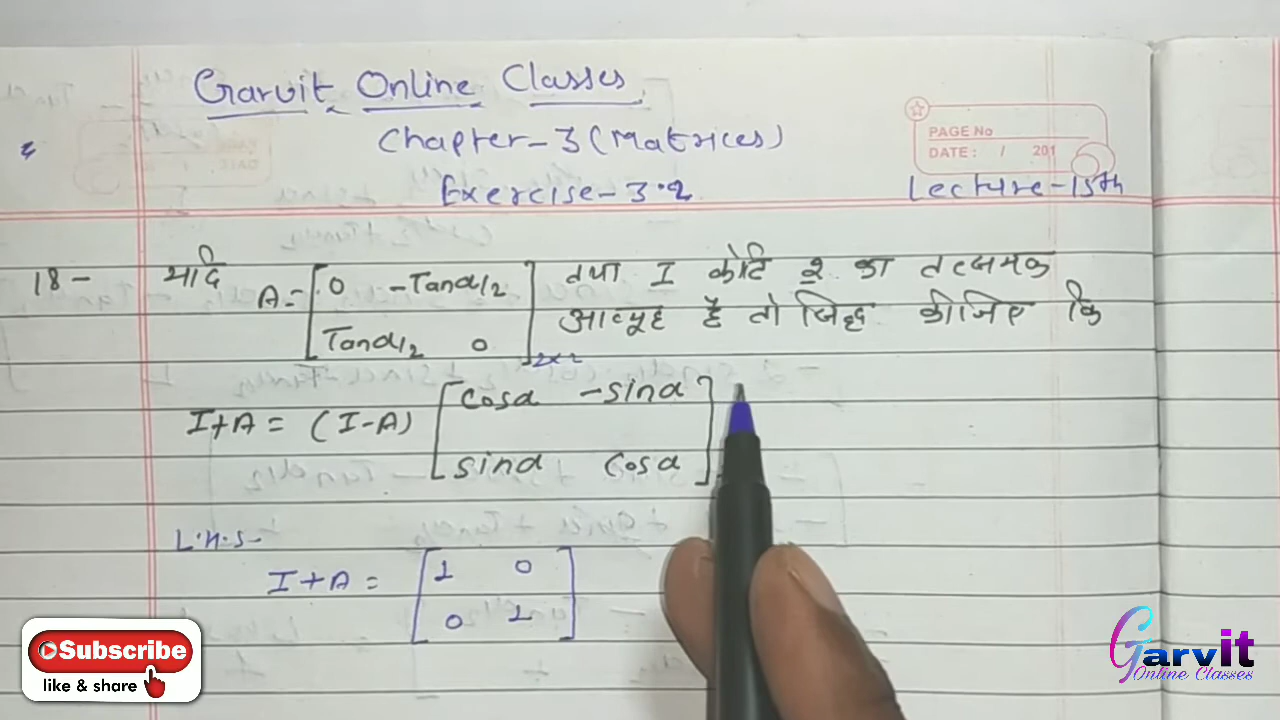 Garvit Online Classes
Chapter-3 (Matrices)
PAGE No
DATE : / 201
Exercise-3.2
Lecture-15th
18- यदि A = [0 -Tanα/2
Tanα/2 0]2x2
तथा I कोटि 2 का तत्समक
आव्यूह है तो सिद्ध कीजिए कि
I+A = (I-A) [cosα -sinα
sinα cosα]
L.H.S-
I+A = [1 0
0 1]
Subscribe
like & share
Garvit
Online Classes